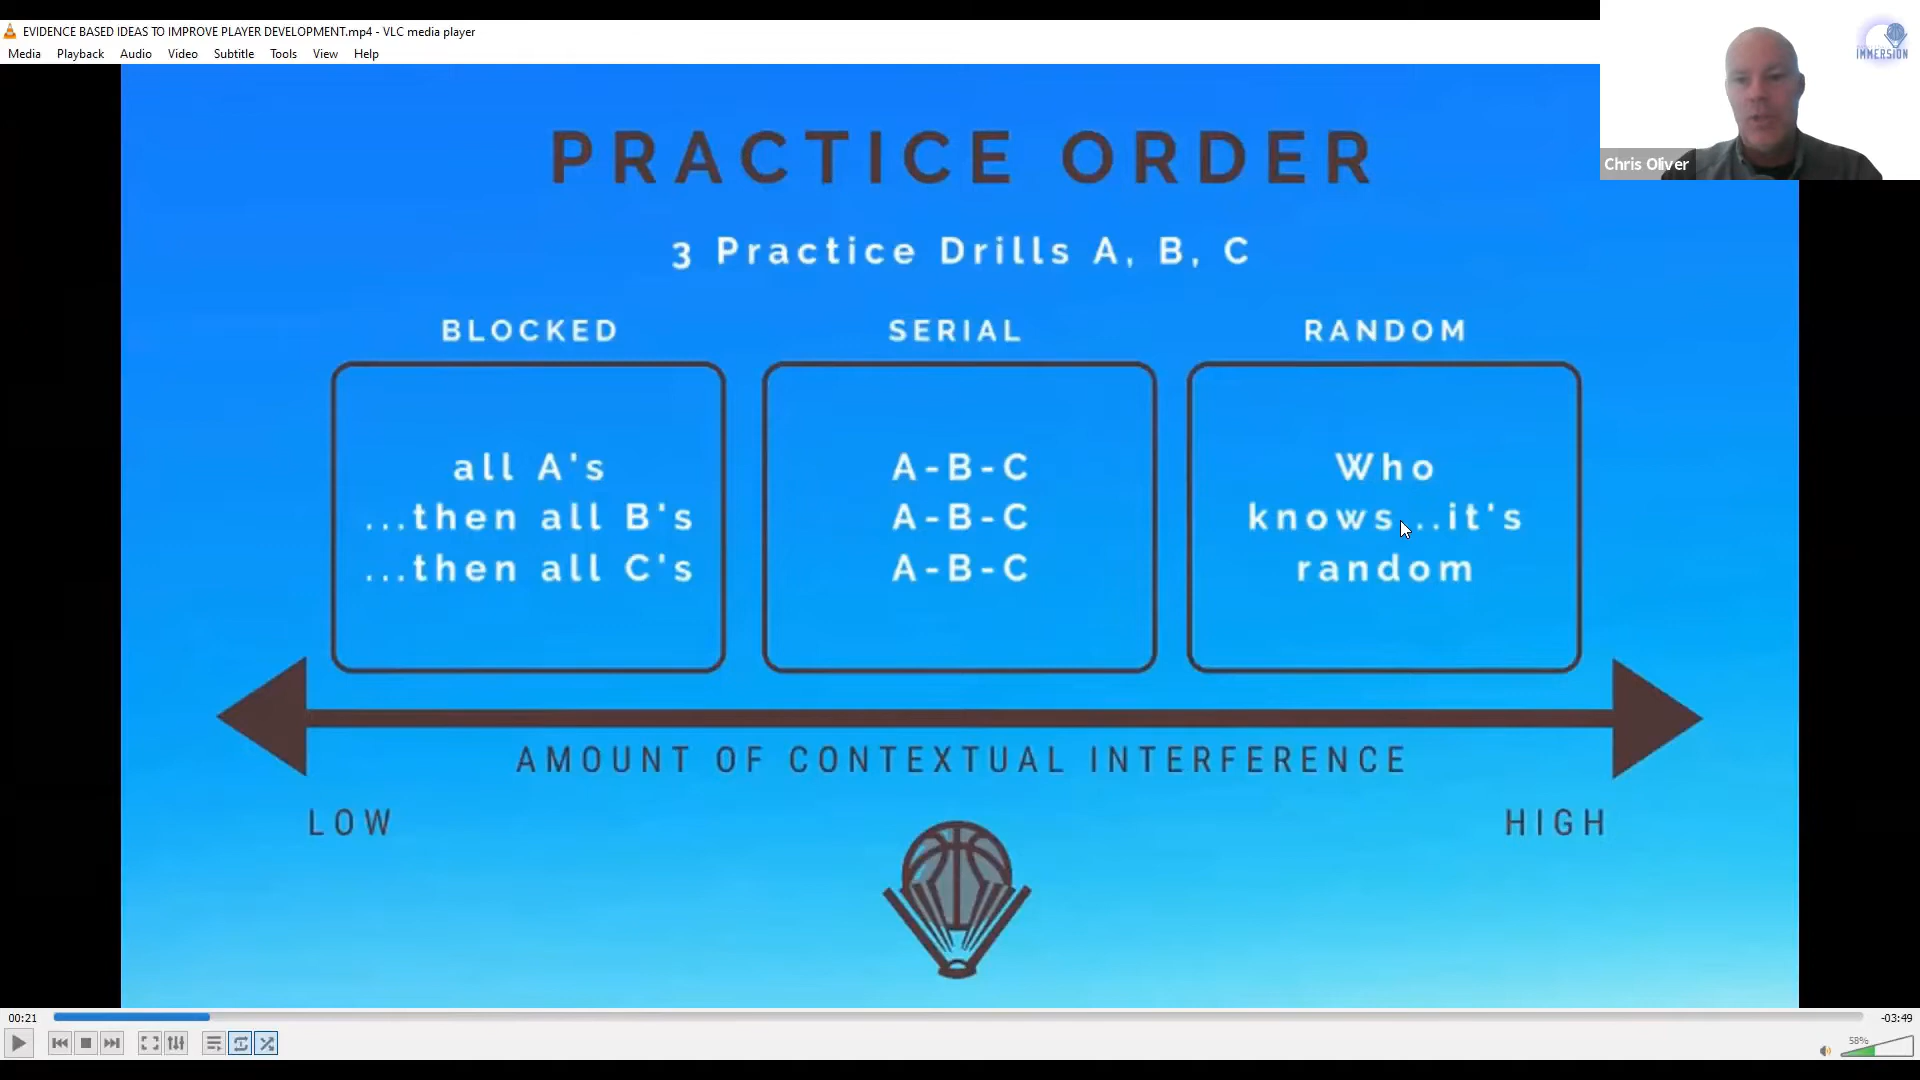 EVIDENCE BASED IDEAS TO IMPROVE PLAYER DEVELOPMENT.mp4 - VLC media player
Media Playback Audio Video Subtitle Tools View Help
IMMERSION
Chris Oliver
PRACTICE ORDER
3 Practice Drills A, B, C
BLOCKED
all A's
...then all B's
...then all C's
SERIAL
A-B-C
A-B-C
A-B-C
RANDOM
Who
knows...it's
random
AMOUNT OF CONTEXTUAL INTERFERENCE
LOW
HIGH
00:21
-03:49
58%